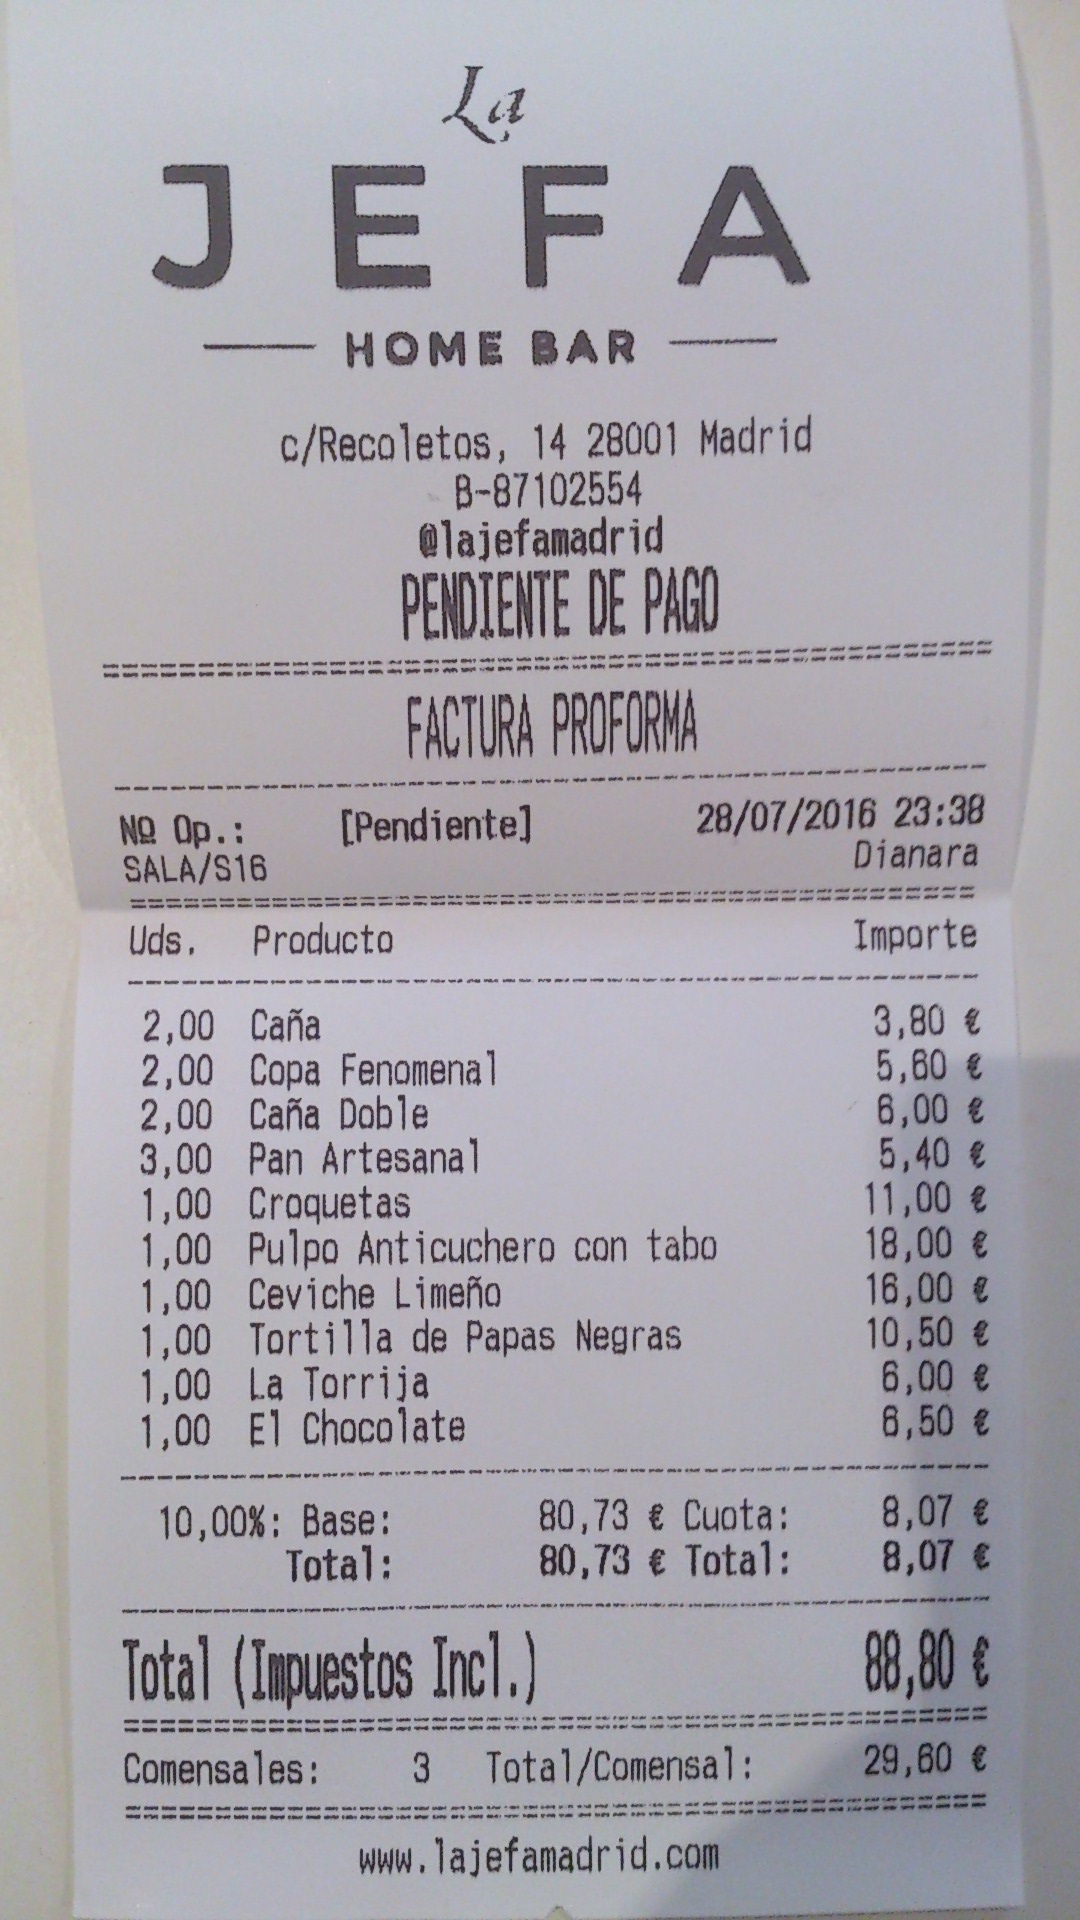 La
JEFA
HOME BAR
c/Recoletos, 14 28001 Madrid
B-87102554
@lajefamadrid
PENDIENTE DE PAGO
FACTURA PROFORMA
Nº Op.: [Pendiente] 28/07/2016 23:38
SALA/S16 Dianara
Uds. Producto Importe
2,00 Caña 3,80 €
2,00 Copa Fenomenal 5,60 €
2,00 Caña Doble 6,00 €
3,00 Pan Artesanal 5,40 €
1,00 Croquetas 11,00 €
1,00 Pulpo Anticuchero con tabo 18,00 €
1,00 Ceviche Limeño 16,00 €
1,00 Tortilla de Papas Negras 10,50 €
1,00 La Torrija 6,00 €
1,00 El Chocolate 6,50 €
10,00%: Base: 80,73 € Cuota: 8,07 €
Total: 80,73 € Total: 8,07 €
Total (Impuestos Incl.) 88,80 €
Comensales: 3 Total/Comensal: 29,60 €
www.lajefamadrid.com